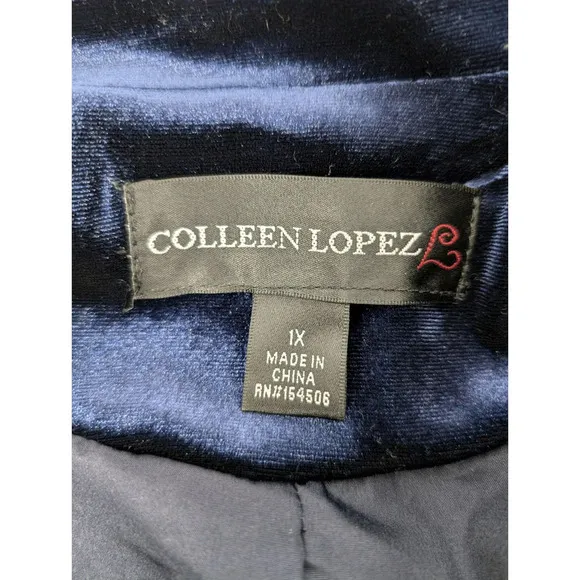 COLLEEN LOPEZ L
1X
MADE IN
CHINA
RN#154506